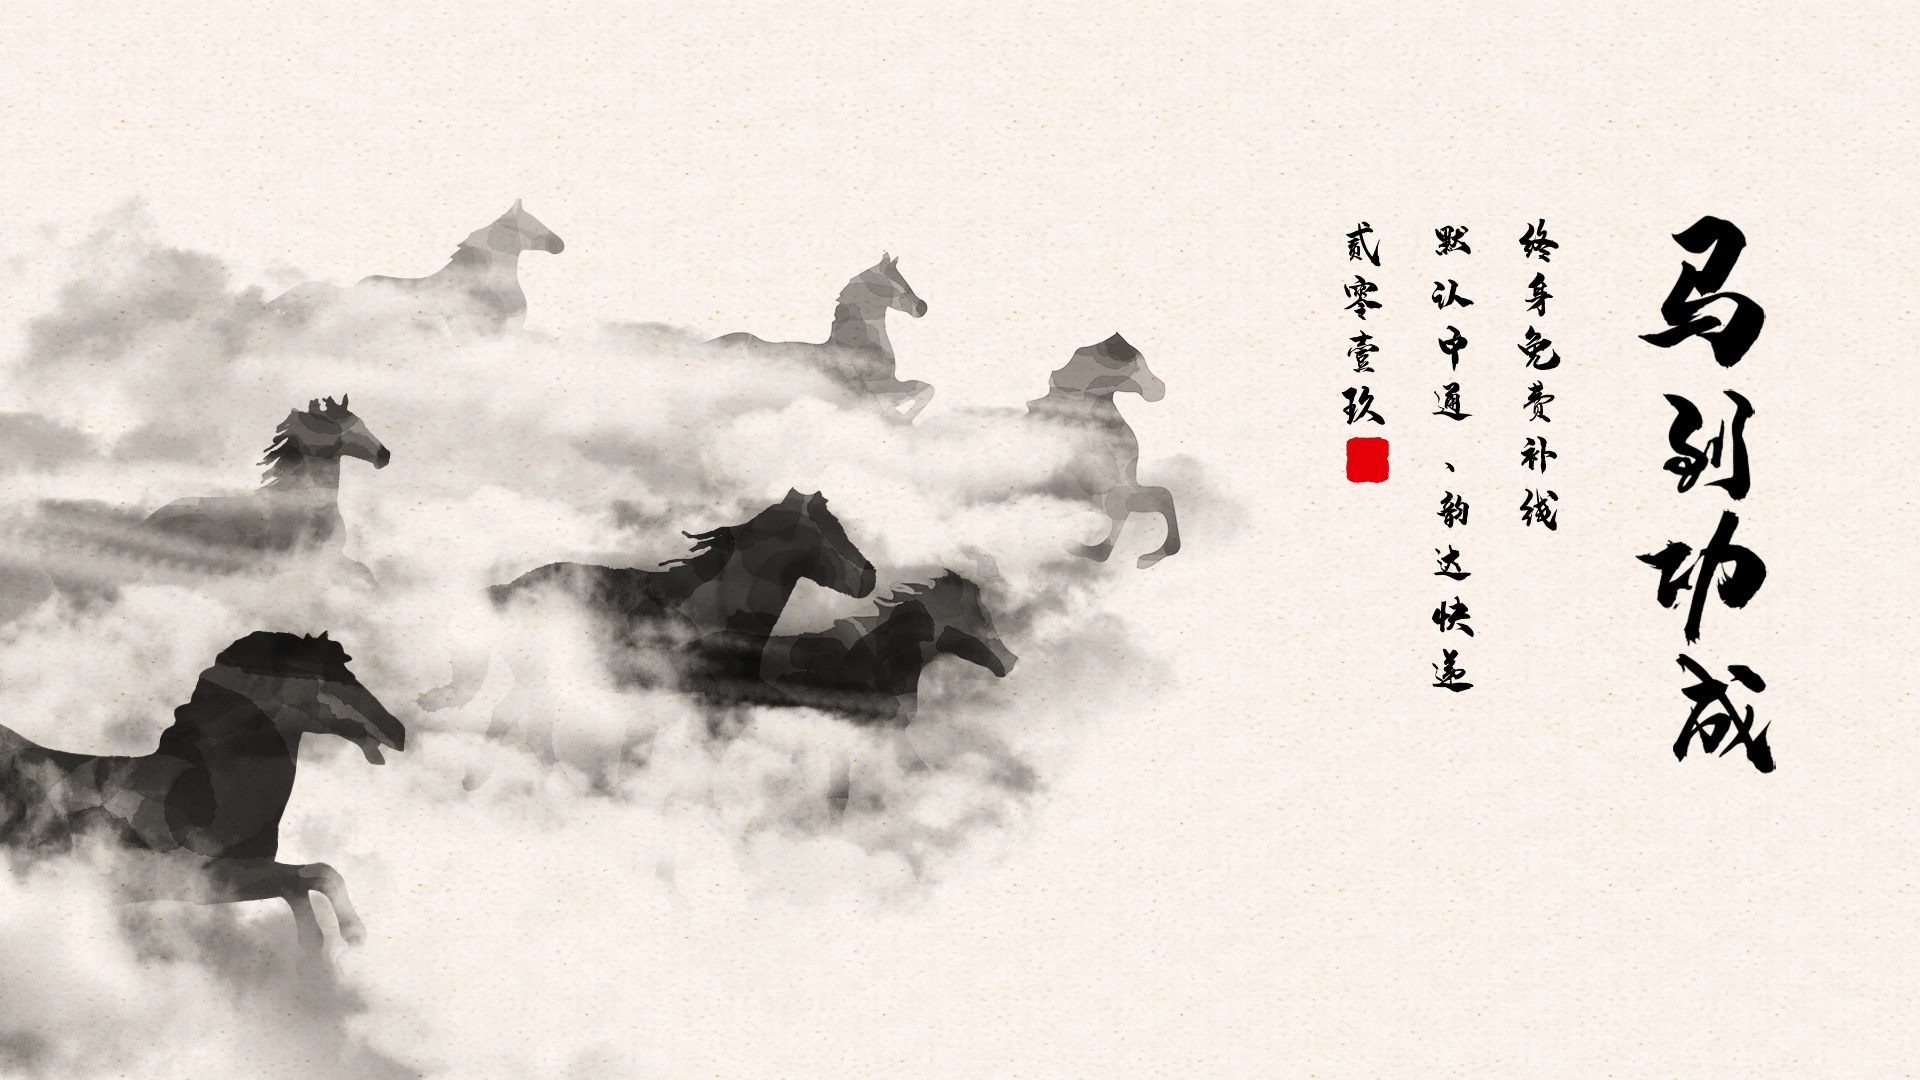 马到功成
终身免费补线
默认中通、韵达快递
贰零壹玖